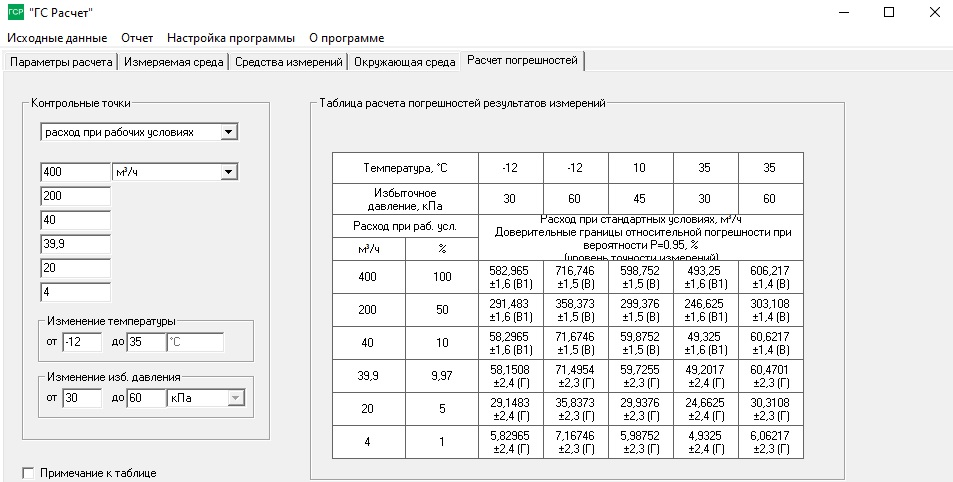 ГСР "ГС Расчет"
Исходные данные Отчет Настройка программы О программе
Параметры расчета Измеряемая среда Средства измерений Окружающая среда Расчет погрешностей
Контрольные точки
расход при рабочих условиях
400 м³/ч
200
40
39,9
20
4
Изменение температуры
от -12 до 35 °C
Изменение изб. давления
от 30 до 60 кПа
Примечание к таблице
Таблица расчета погрешностей результатов измерений
Температура, °C -12 -12 10 35 35
Избыточное
давление, кПа 30 60 45 30 60
Расход при раб. усл.
м³/ч %
Расход при стандартных условиях, м³/ч
Доверительные границы относительной погрешности при
вероятности P=0.95, %
(уровень точности измерений)
400 100 582,965 716,746 598,752 493,25 606,217
±1,6 (В1) ±1,5 (В) ±1,5 (В) ±1,6 (В1) ±1,4 (В)
200 50 291,483 358,373 299,376 246,625 303,108
±1,6 (В1) ±1,5 (В) ±1,5 (В) ±1,6 (В1) ±1,4 (В)
40 10 58,2965 71,6746 59,8752 49,325 60,6217
±1,6 (В1) ±1,5 (В) ±1,5 (В) ±1,6 (В1) ±1,4 (В)
39,9 9,97 58,1508 71,4954 59,7255 49,2017 60,4701
±2,4 (Г) ±2,3 (Г) ±2,3 (Г) ±2,4 (Г) ±2,3 (Г)
20 5 29,1483 35,8373 29,9376 24,6625 30,3108
±2,4 (Г) ±2,3 (Г) ±2,3 (Г) ±2,4 (Г) ±2,3 (Г)
4 1 5,82965 7,16746 5,98752 4,9325 6,06217
±2,4 (Г) ±2,3 (Г) ±2,3 (Г) ±2,4 (Г) ±2,3 (Г)